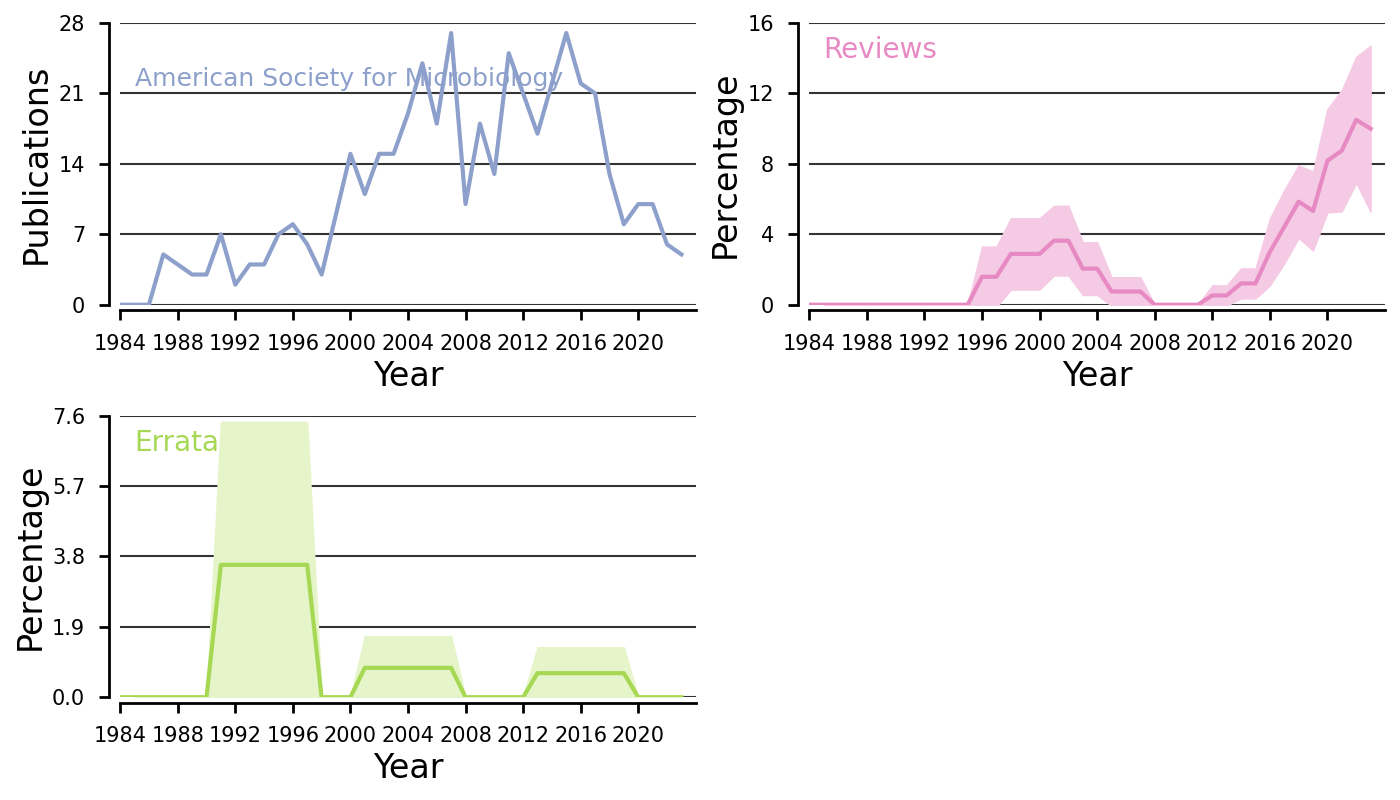 28
21
14
7
0
Publications
American Society for Microbiology
1984 1988 1992 1996 2000 2004 2008 2012 2016 2020
Year
16
12
8
4
0
Percentage
Reviews
1984 1988 1992 1996 2000 2004 2008 2012 2016 2020
Year
7.6
5.7
3.8
1.9
0.0
Percentage
Errata
1984 1988 1992 1996 2000 2004 2008 2012 2016 2020
Year